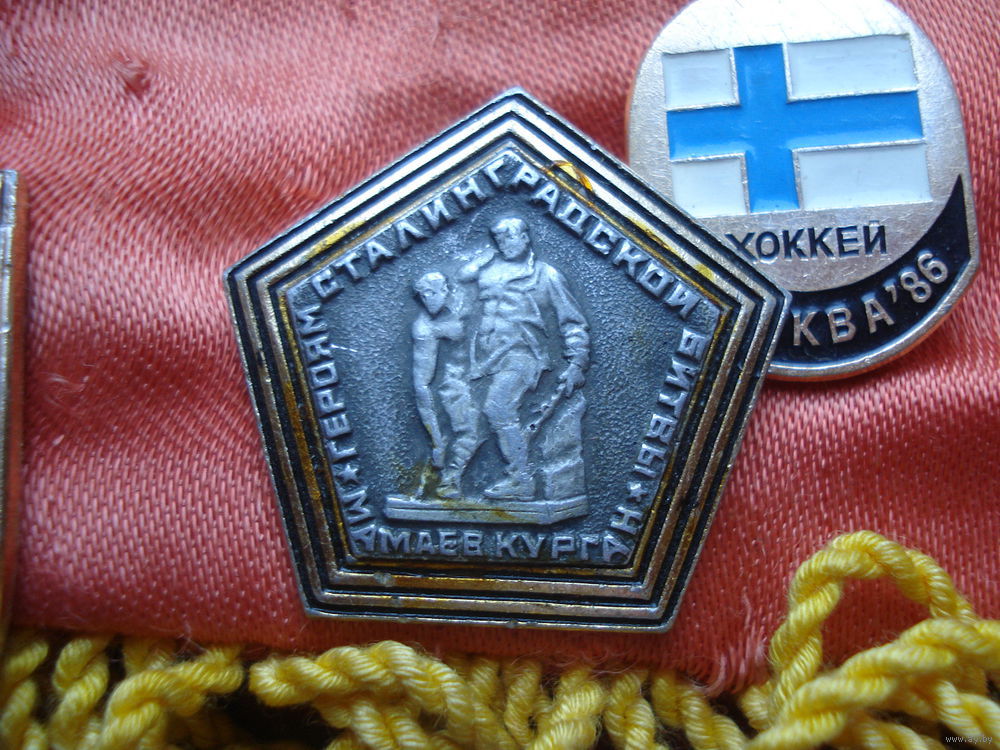 ★ГЕРОЯМ СТАЛИНГРАДСКОЙ БИТВЫ★
МАМАЕВ КУРГАН
ХОККЕЙ
КВА'86
www.ay.by